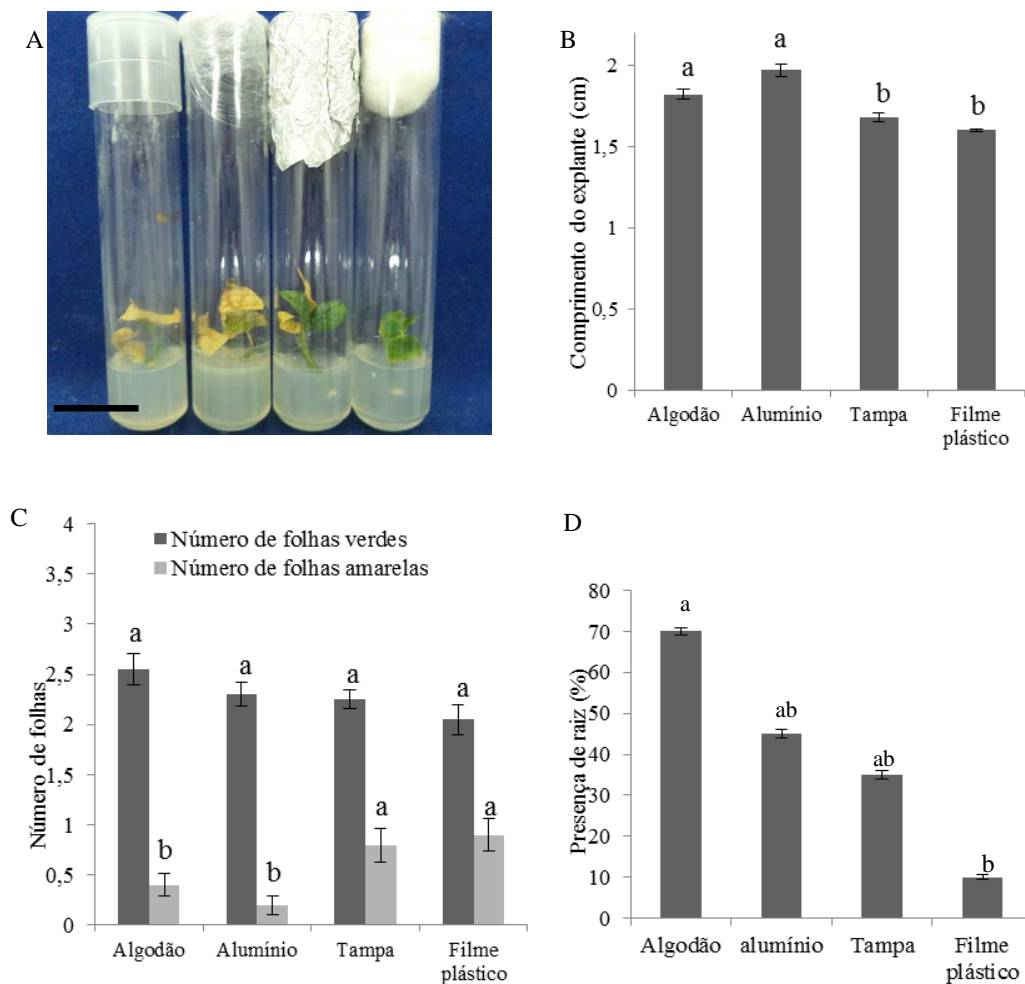 A
B
Comprimento do explante (cm)
2
1,5
1
0,5
0
a
a
b
b
Algodão
Alumínio
Tampa
Filme
plástico
C
Número de folhas
4
3,5
3
2,5
2
1,5
1
0,5
0
Número de folhas verdes
Número de folhas amarelas
a
a
a
a
b
b
a
a
Algodão
Alumínio
Tampa
Filme
plástico
D
Presença de raiz (%)
80
70
60
50
40
30
20
10
0
a
ab
ab
b
Algodão
alumínio
Tampa
Filme
plástico